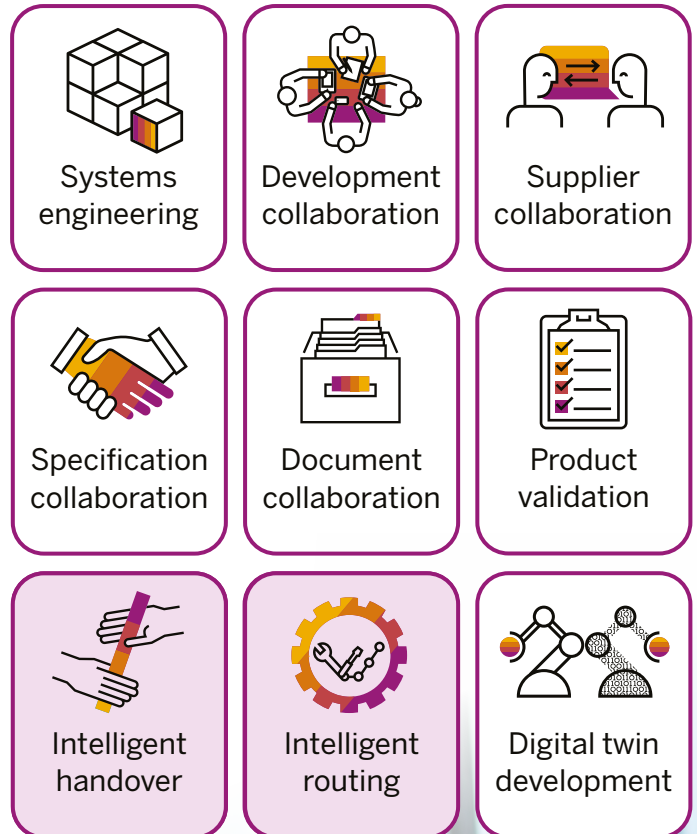 Systems
engineering
Development
collaboration
Supplier
collaboration
Specification
collaboration
Document
collaboration
Product
validation
Intelligent
handover
Intelligent
routing
Digital twin
development